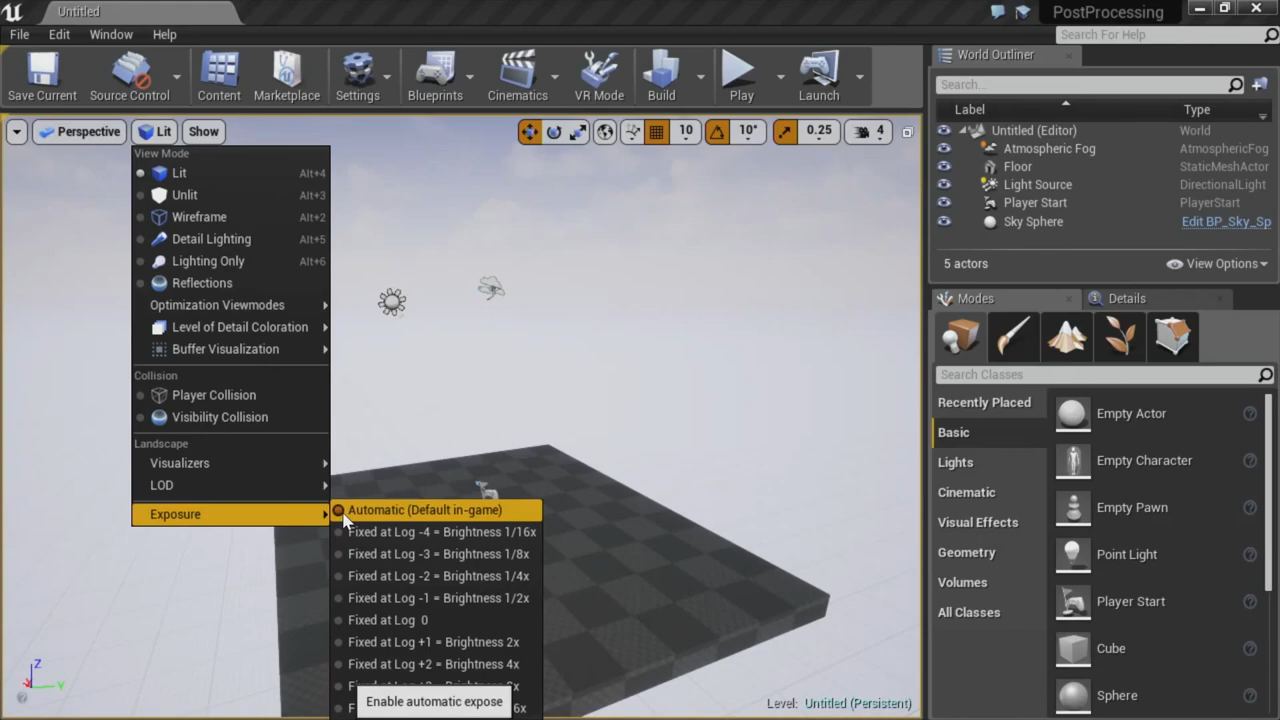 Untitled
PostProcessing
File Edit Window Help
Search For Help
Save Current Source Control Content Marketplace Settings Blueprints Cinematics VR Mode Build Play Launch
Perspective Lit Show
10 10° 0.25 4
View Mode
Lit Alt+4
Unlit Alt+3
Wireframe Alt+2
Detail Lighting Alt+5
Lighting Only Alt+6
Reflections
Optimization Viewmodes
Level of Detail Coloration
Buffer Visualization
Collision
Player Collision
Visibility Collision
Landscape
Visualizers
LOD
Exposure
Automatic (Default in-game)
Fixed at Log -4 = Brightness 1/16x
Fixed at Log -3 = Brightness 1/8x
Fixed at Log -2 = Brightness 1/4x
Fixed at Log -1 = Brightness 1/2x
Fixed at Log 0
Fixed at Log +1 = Brightness 2x
Fixed at Log +2 = Brightness 4x
Enable automatic expose
Z
Y
Level: Untitled (Persistent)
World Outliner
Search...
Label Type
Untitled (Editor) World
Atmospheric Fog AtmosphericFog
Floor StaticMeshActor
Light Source DirectionalLight
Player Start PlayerStart
Sky Sphere Edit BP_Sky_Sp
5 actors View Options
Modes Details
Search Classes
Recently Placed
Basic
Lights
Cinematic
Visual Effects
Geometry
Volumes
All Classes
Empty Actor
Empty Character
Empty Pawn
Point Light
Player Start
Cube
Sphere